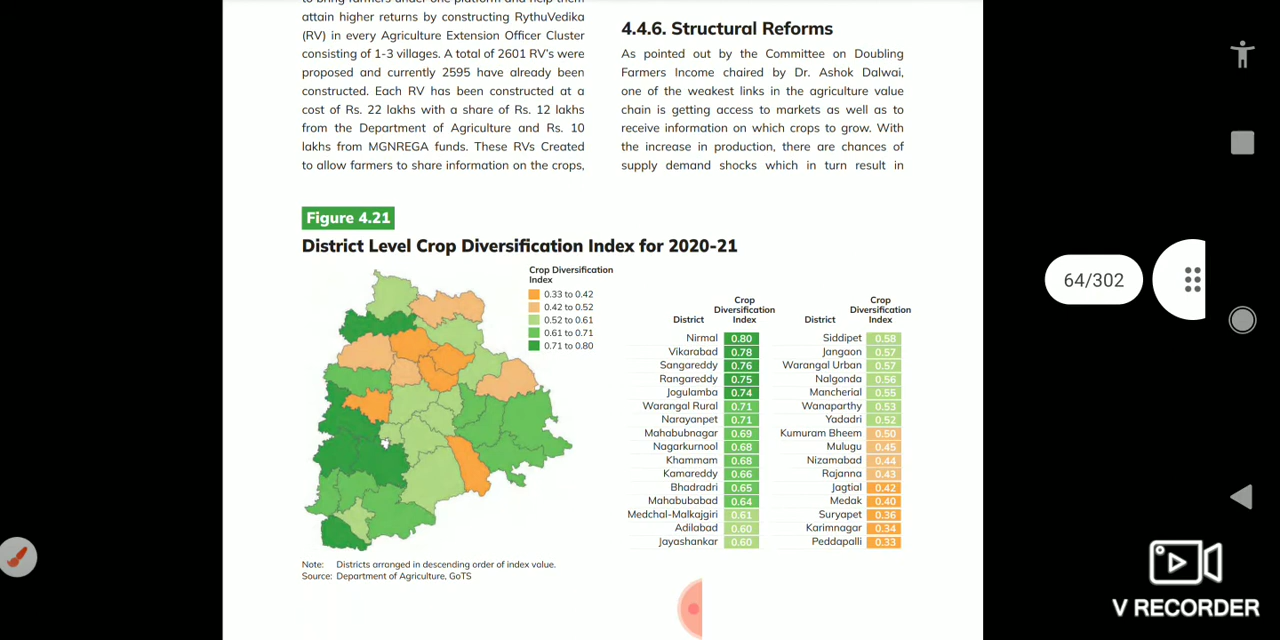 to bring farmers under one platform and help them
attain higher returns by constructing RythuVedika
(RV) in every Agriculture Extension Officer Cluster
consisting of 1-3 villages. A total of 2601 RV's were
proposed and currently 2595 have already been
constructed. Each RV has been constructed at a
cost of Rs. 22 lakhs with a share of Rs. 12 lakhs
from the Department of Agriculture and Rs. 10
lakhs from MGNREGA funds. These RVs Created
to allow farmers to share information on the crops,
4.4.6. Structural Reforms
As pointed out by the Committee on Doubling
Farmers Income chaired by Dr. Ashok Dalwai,
one of the weakest links in the agriculture value
chain is getting access to markets as well as to
receive information on which crops to grow. With
the increase in production, there are chances of
supply demand shocks which in turn result in
Figure 4.21
District Level Crop Diversification Index for 2020-21
Crop Diversification
Index
0.33 to 0.42
0.42 to 0.52
0.52 to 0.61
0.61 to 0.71
0.71 to 0.80
District Crop Diversification Index
Nirmal 0.80
Vikarabad 0.78
Sangareddy 0.76
Rangareddy 0.75
Jogulamba 0.74
Warangal Rural 0.71
Narayanpet 0.71
Mahabubnagar 0.69
Nagarkurnool 0.68
Khammam 0.68
Kamareddy 0.66
Bhadradri 0.65
Mahabubabad 0.64
Medchal-Malkajgiri 0.61
Adilabad 0.60
Jayashankar 0.60
District Crop Diversification Index
Siddipet 0.58
Jangaon 0.57
Warangal Urban 0.57
Nalgonda 0.56
Mancherial 0.55
Wanaparthy 0.53
Yadadri 0.52
Kumuram Bheem 0.50
Mulugu 0.45
Nizamabad 0.44
Rajanna 0.43
Jagtial 0.42
Medak 0.40
Suryapet 0.36
Karimnagar 0.34
Peddapalli 0.33
Note: Districts arranged in descending order of index value.
Source: Department of Agriculture, GoTS
64/302
V RECORDER